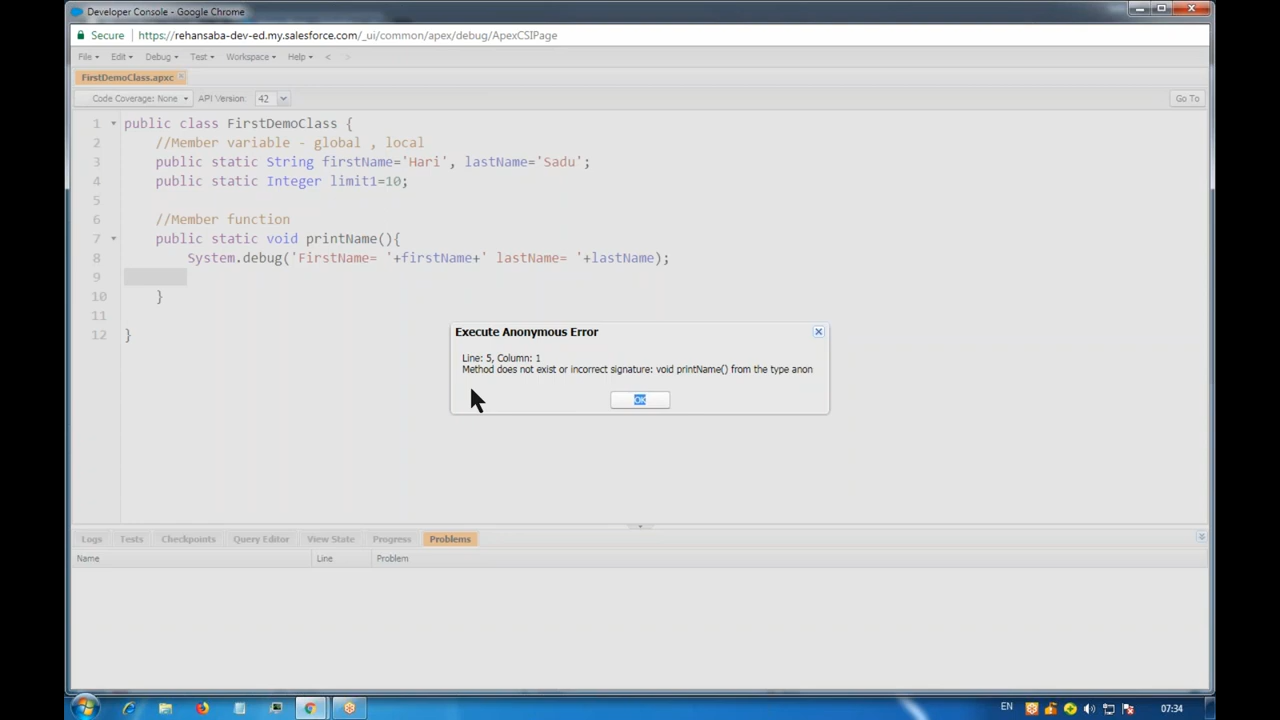 Developer Console - Google Chrome
Secure https://rehansaba-dev-ed.my.salesforce.com/_ui/common/apex/debug/ApexCSIPage
File Edit Debug Test Workspace Help < >
FirstDemoClass.apxc
Code Coverage: None API Version: 42 Go To
1 public class FirstDemoClass {
2 //Member variable - global , local
3 public static String firstName='Hari', lastName='Sadu';
4 public static Integer limit1=10;
5
6 //Member function
7 public static void printName(){
8 System.debug('FirstName= '+firstName+' lastName= '+lastName);
9
10 }
11
12 }
Execute Anonymous Error
Line: 5, Column: 1
Method does not exist or incorrect signature: void printName() from the type anon
OK
Logs Tests Checkpoints Query Editor View State Progress Problems
Name Line Problem
EN 07:34